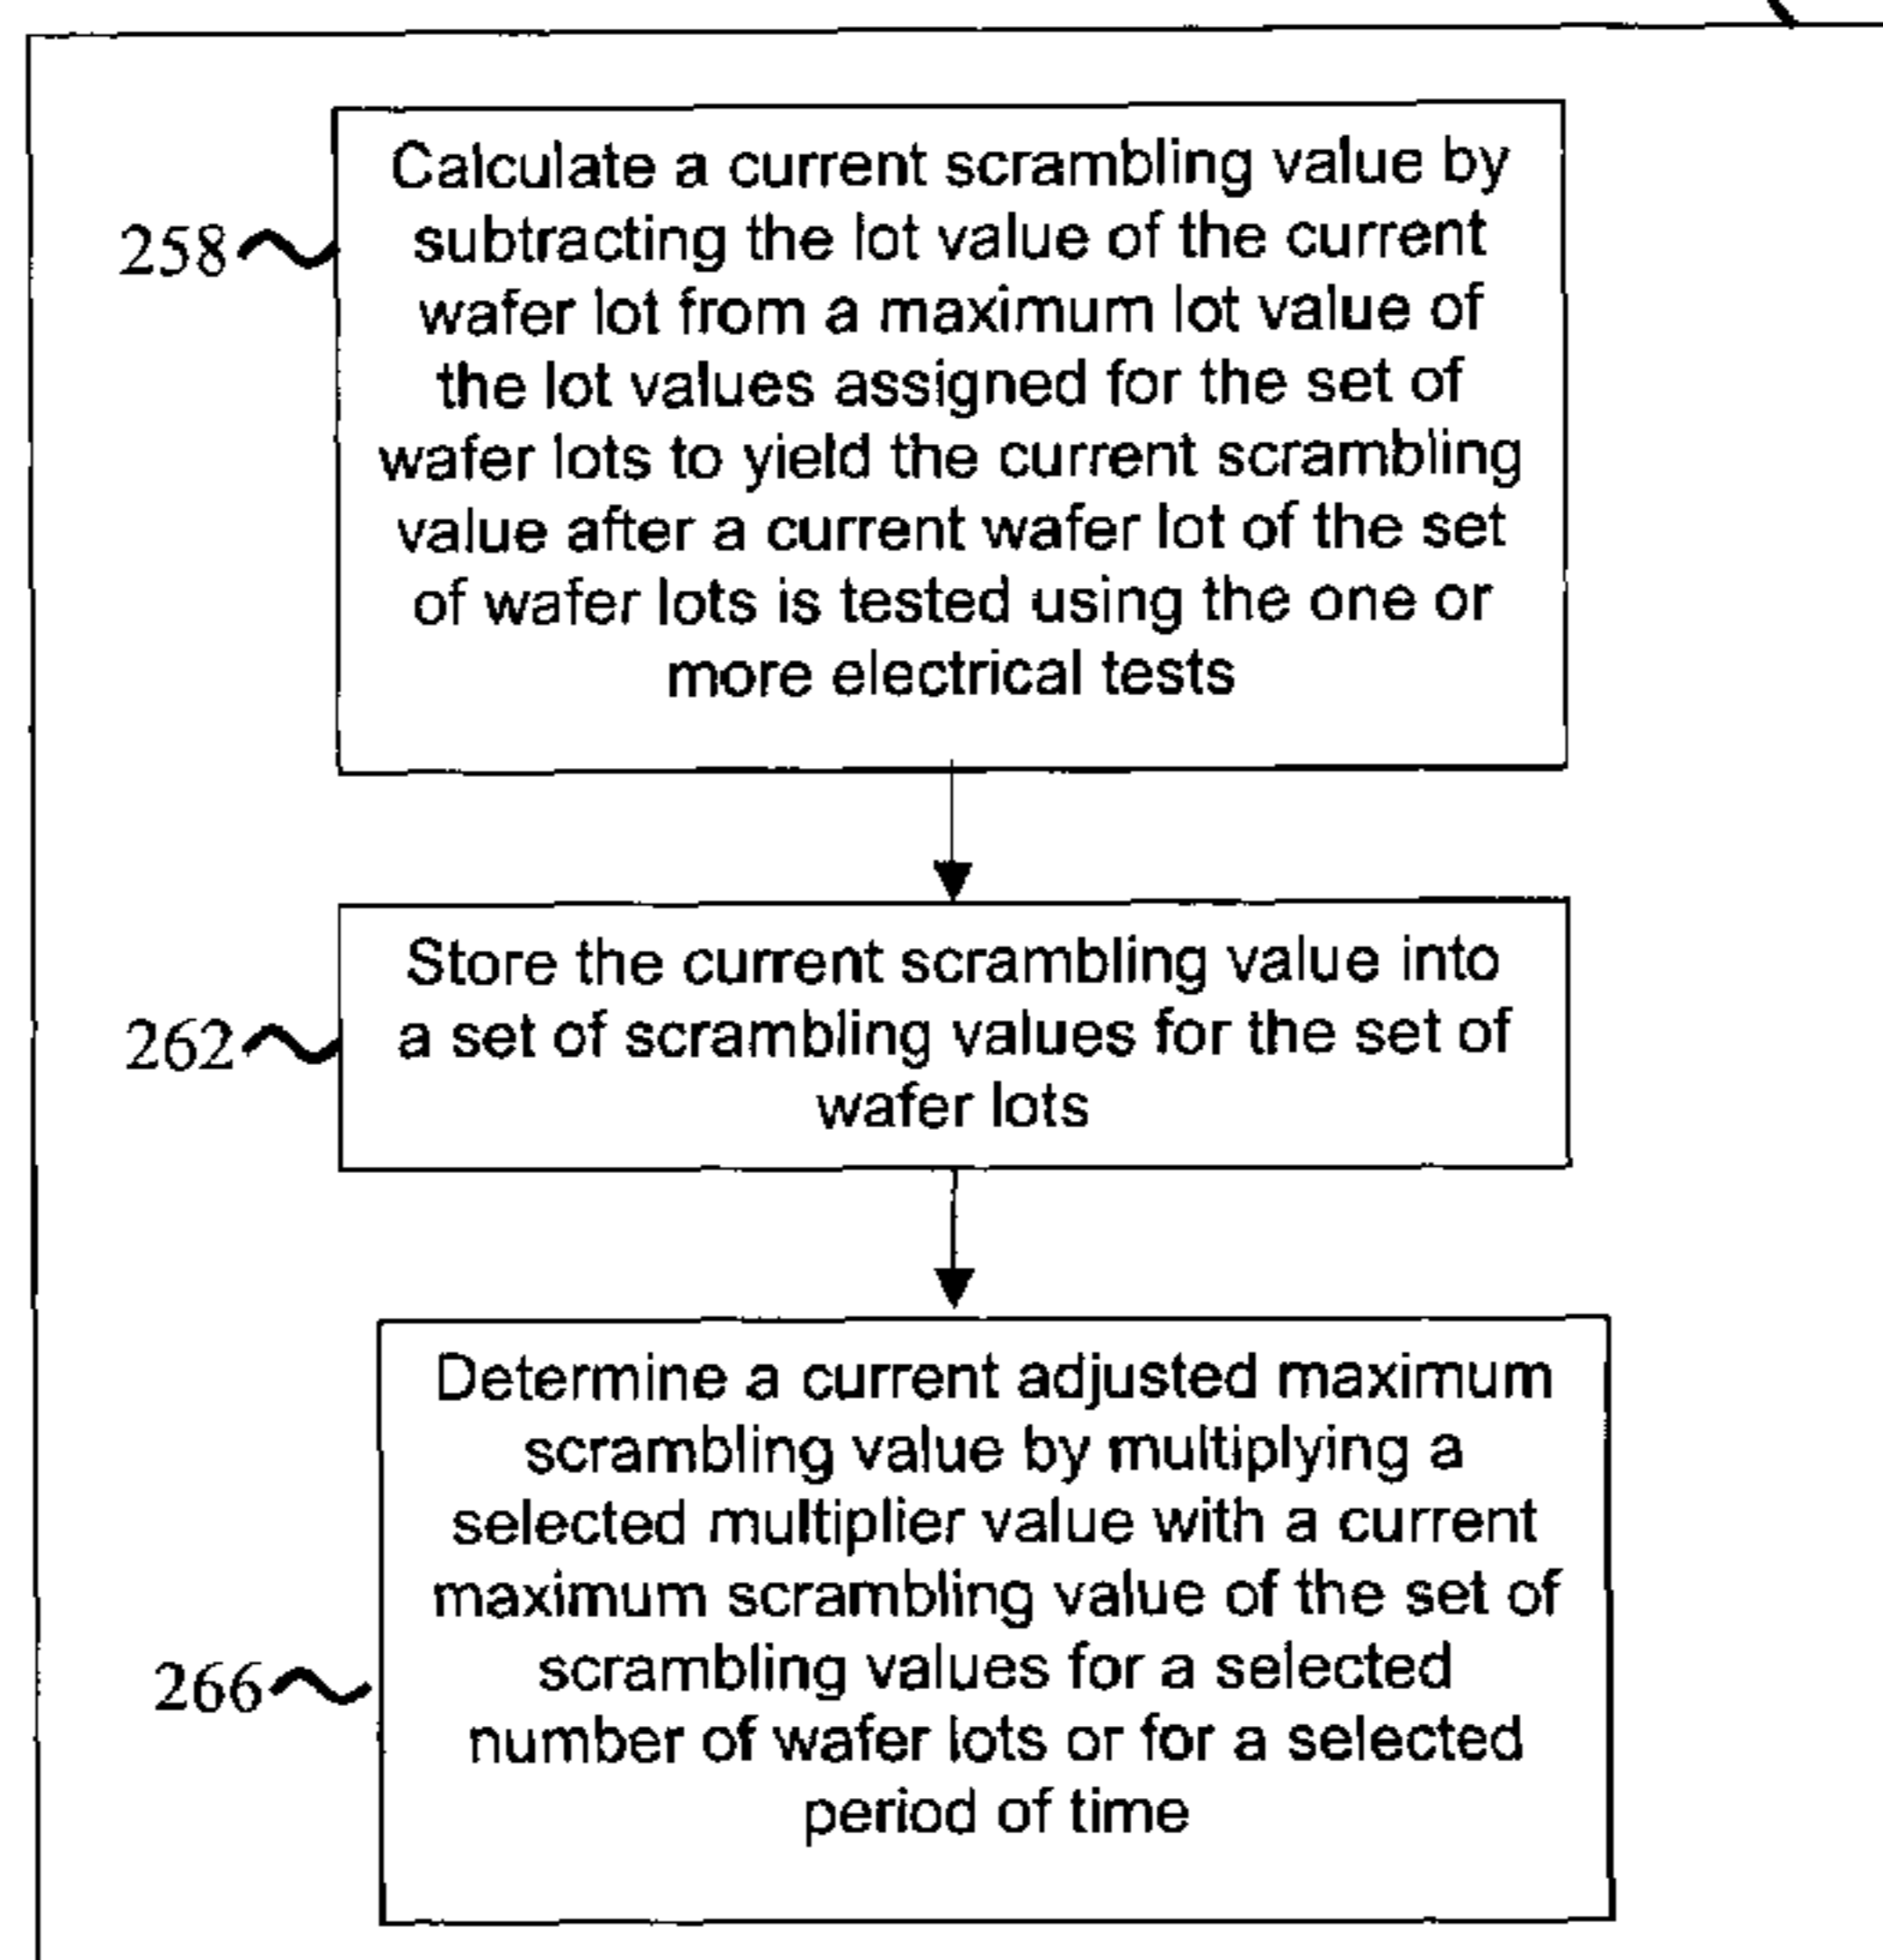 Calculate a current scrambling value by
258
subtracting the lot value of the current
wafer lot from a maximum lot value of
the lot values assigned for the set of
wafer lots to yield the current scrambling
value after a current wafer lot of the set
of wafer lots is tested using the one or
more electrical tests
Store the current scrambling value into
262
a set of scrambling values for the set of
wafer lots
Determine a current adjusted maximum
scrambling value by multiplying a
selected multiplier value with a current
maximum scrambling value of the set of
266
scrambling values for a selected
number of wafer lots or for a selected
period of time